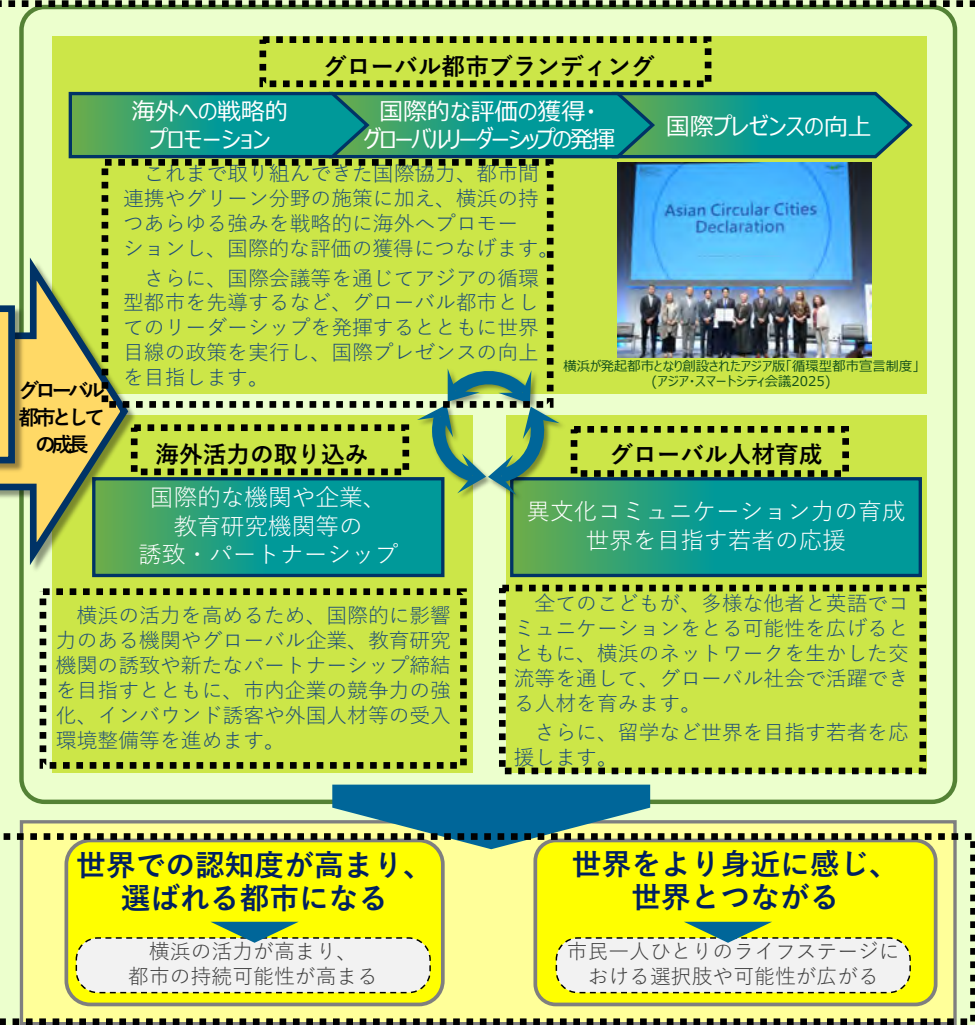 グローバル都市ブランディング
海外への戦略的
プロモーション
国際的な評価の獲得・
グローバルリーダーシップの発揮
国際プレゼンスの向上
これまで取り組んできた国際協力、都市間
連携やグリーン分野の施策に加え、横浜の持
つあらゆる強みを戦略的に海外へプロモー
ションし、国際的な評価の獲得につなげます。
さらに、国際会議等を通じてアジアの循環
型都市を先導するなど、グローバル都市とし
てのリーダーシップを発揮するとともに世界
目線の政策を実行し、国際プレゼンスの向上
を目指します。
Asian Circular Cities
Declaration
横浜が発起都市となり創設されたアジア版「循環型都市宣言制度」
(アジア・スマートシティ会議2025)
グローバル
都市として
の成長
海外活力の取り込み
国際的な機関や企業、
教育研究機関等の
誘致・パートナーシップ
横浜の活力を高めるため、国際的に影響
力のある機関やグローバル企業、教育研究
機関の誘致や新たなパートナーシップ締結
を目指すとともに、市内企業の競争力の強
化、インバウンド誘客や外国人材等の受入
環境整備等を進めます。
グローバル人材育成
異文化コミュニケーション力の育成
世界を目指す若者の応援
全てのこどもが、多様な他者と英語でコ
ミュニケーションをとる可能性を広げると
ともに、横浜のネットワークを生かした交
流等を通して、グローバル社会で活躍でき
る人材を育みます。
さらに、留学など世界を目指す若者を応
援します。
世界での認知度が高まり、
選ばれる都市になる
横浜の活力が高まり、
都市の持続可能性が高まる
世界をより身近に感じ、
世界とつながる
市民一人ひとりのライフステージに
おける選択肢や可能性が広がる